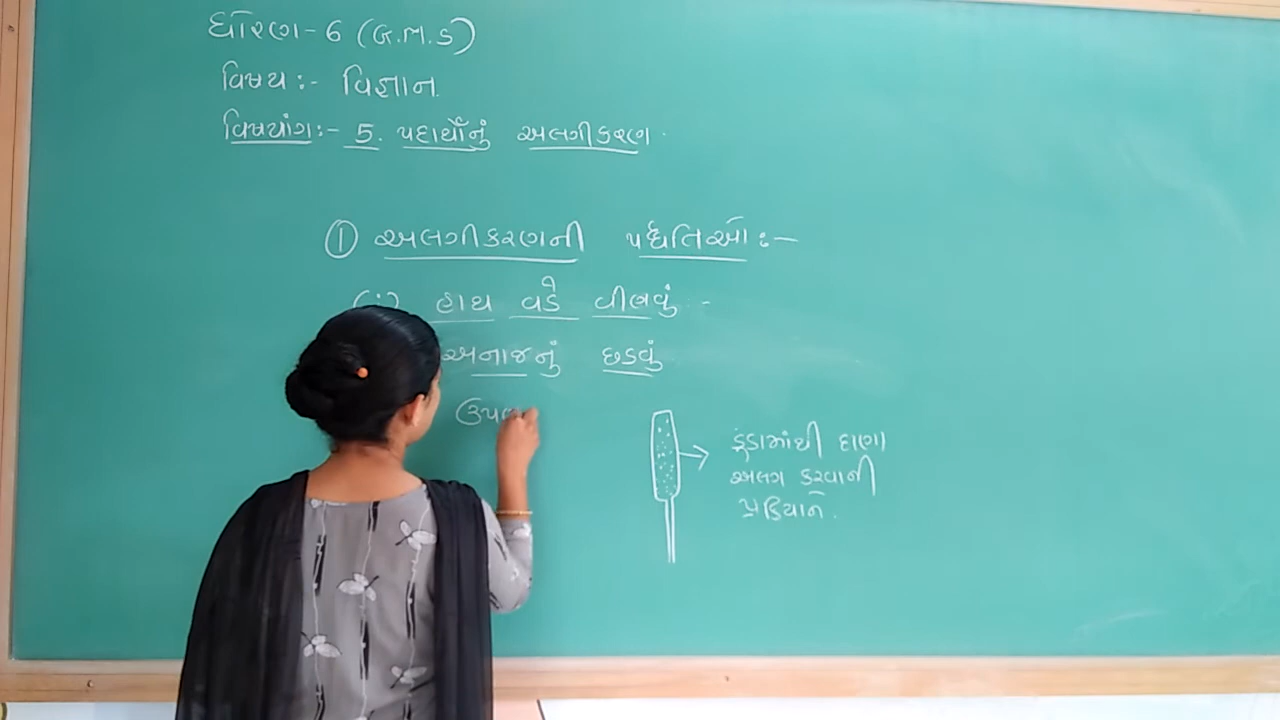 ધોરણ - 6 (G.M.S)
વિષય :- વિજ્ઞાન.
વિષયાંગ :- 5. પદાર્થોનું અલગીકરણ.
① અલગીકરણની પદ્ધતિઓ :-
હાથ વડે વીણવું :-
અનાજનું છડવું
ઉપણ
ડૂંડામાંથી દાણા
અલગ કરવાની
પ્રક્રિયાને.